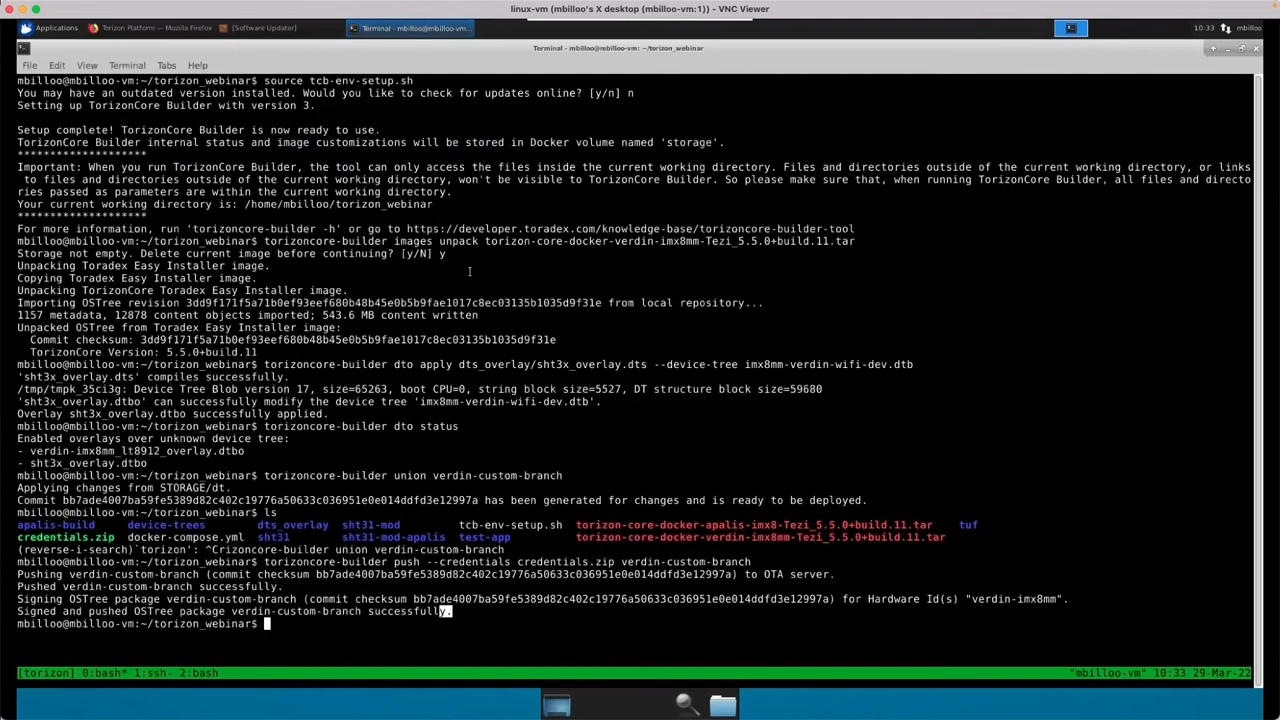 linux-vm (mbilloo's X desktop (mbilloo-vm:1)) - VNC Viewer
Applications Torizon Platform — Mozilla Firefox [Software Updater] Terminal - mbilloo@mbilloo-vm... 10:33 mbilloo
Terminal - mbilloo@mbilloo-vm: ~/torizon_webinar
File Edit View Terminal Tabs Help
mbilloo@mbilloo-vm:~/torizon_webinar$ source tcb-env-setup.sh
You may have an outdated version installed. Would you like to check for updates online? [y/n] n
Setting up TorizonCore Builder with version 3.
Setup complete! TorizonCore Builder is now ready to use.
TorizonCore Builder internal status and image customizations will be stored in Docker volume named 'storage'.
********************
Important: When you run TorizonCore Builder, the tool can only access the files inside the current working directory. Files and directories outside of the current working directory, or links
to files and directories outside of the current working directory, won't be visible to TorizonCore Builder. So please make sure that, when running TorizonCore Builder, all files and directo
ries passed as parameters are within the current working directory.
Your current working directory is: /home/mbilloo/torizon_webinar
********************
For more information, run 'torizoncore-builder -h' or go to https://developer.toradex.com/knowledge-base/torizoncore-builder-tool
mbilloo@mbilloo-vm:~/torizon_webinar$ torizoncore-builder images unpack torizon-core-docker-verdin-imx8mm-Tezi_5.5.0+build.11.tar
Storage not empty. Delete current image before continuing? [y/N] y
Unpacking Toradex Easy Installer image.
Copying Toradex Easy Installer image.
Unpacking TorizonCore Toradex Easy Installer image.
Importing OSTree revision 3dd9f171f5a71b0ef93eef680b48b45e0b5b9fae1017c8ec03135b1035d9f31e from local repository...
1157 metadata, 12878 content objects imported; 543.6 MB content written
Unpacked OSTree from Toradex Easy Installer image:
Commit checksum: 3dd9f171f5a71b0ef93eef680b48b45e0b5b9fae1017c8ec03135b1035d9f31e
TorizonCore Version: 5.5.0+build.11
mbilloo@mbilloo-vm:~/torizon_webinar$ torizoncore-builder dto apply dts_overlay/sht3x_overlay.dts --device-tree imx8mm-verdin-wifi-dev.dtb
'sht3x_overlay.dts' compiles successfully.
/tmp/tmpk_35ci3g: Device Tree Blob version 17, size=65263, boot CPU=0, string block size=5527, DT structure block size=59680
'sht3x_overlay.dtbo' can successfully modify the device tree 'imx8mm-verdin-wifi-dev.dtb'.
Overlay sht3x_overlay.dtbo successfully applied.
mbilloo@mbilloo-vm:~/torizon_webinar$ torizoncore-builder dto status
Enabled overlays over unknown device tree:
- verdin-imx8mm_lt8912_overlay.dtbo
- sht3x_overlay.dtbo
mbilloo@mbilloo-vm:~/torizon_webinar$ torizoncore-builder union verdin-custom-branch
Applying changes from STORAGE/dt.
Commit bb7ade4007ba59fe5389d82c402c19776a50633c036951e0e014ddfd3e12997a has been generated for changes and is ready to be deployed.
mbilloo@mbilloo-vm:~/torizon_webinar$ ls
apalis-build device-trees dts_overlay sht31-mod tcb-env-setup.sh torizon-core-docker-apalis-imx8-Tezi_5.5.0+build.11.tar tuf
credentials.zip docker-compose.yml sht31 sht31-mod-apalis test-app torizon-core-docker-verdin-imx8mm-Tezi_5.5.0+build.11.tar
(reverse-i-search)`torizon': ^Crizoncore-builder union verdin-custom-branch
mbilloo@mbilloo-vm:~/torizon_webinar$ torizoncore-builder push --credentials credentials.zip verdin-custom-branch
Pushing verdin-custom-branch (commit checksum bb7ade4007ba59fe5389d82c402c19776a50633c036951e0e014ddfd3e12997a) to OTA server.
Pushed verdin-custom-branch successfully.
Signing OSTree package verdin-custom-branch (commit checksum bb7ade4007ba59fe5389d82c402c19776a50633c036951e0e014ddfd3e12997a) for Hardware Id(s) "verdin-imx8mm".
Signed and pushed OSTree package verdin-custom-branch successfully.
mbilloo@mbilloo-vm:~/torizon_webinar$
[torizon] 0:bash* 1:ssh- 2:bash "mbilloo-vm" 10:33 29-Mar-22